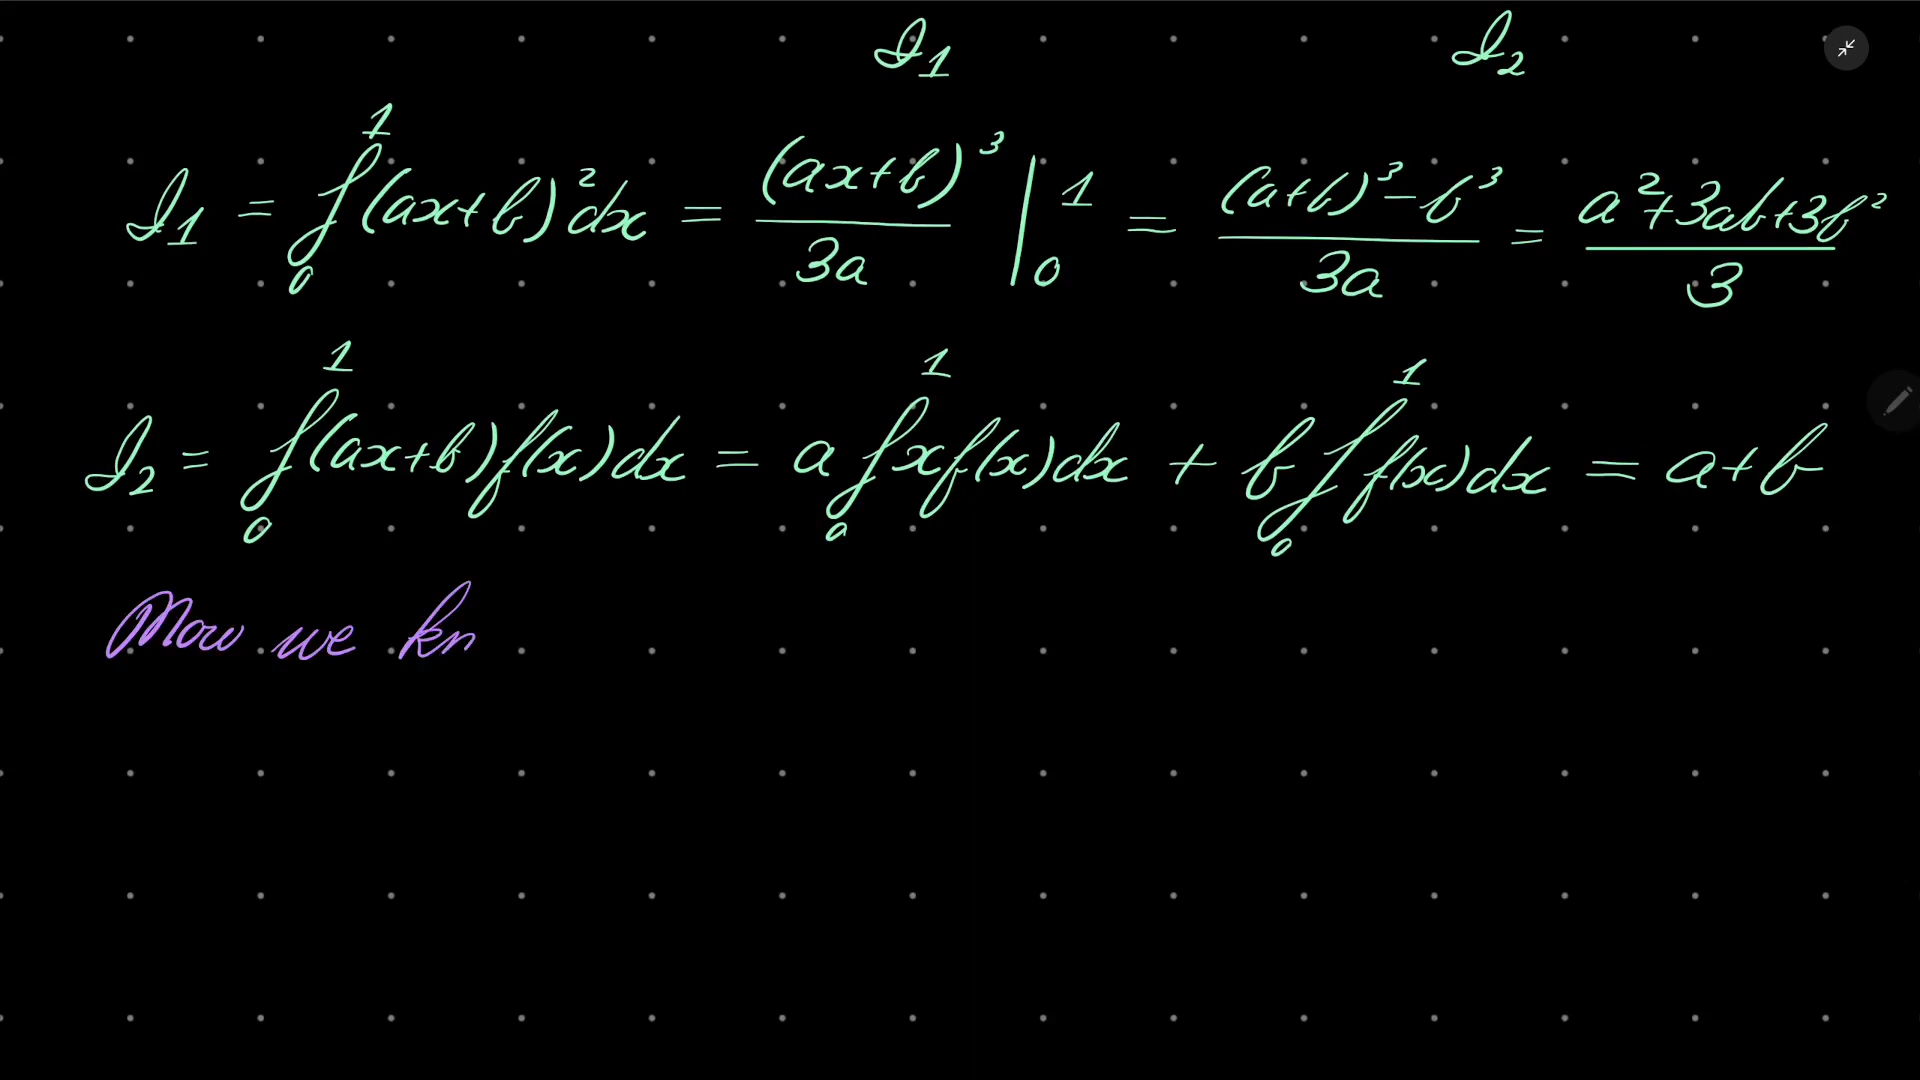 I₁ I₂
I₁ = ∫₀¹ (ax+b)² dx = (ax+b)³/3a |₀¹ = ((a+b)³-b³)/3a = (a²+3ab+3b²)/3
I₂ = ∫₀¹ (ax+b)f(x)dx = a ∫₀¹ xf(x)dx + b ∫₀¹ f(x)dx = a+b
Now we kn